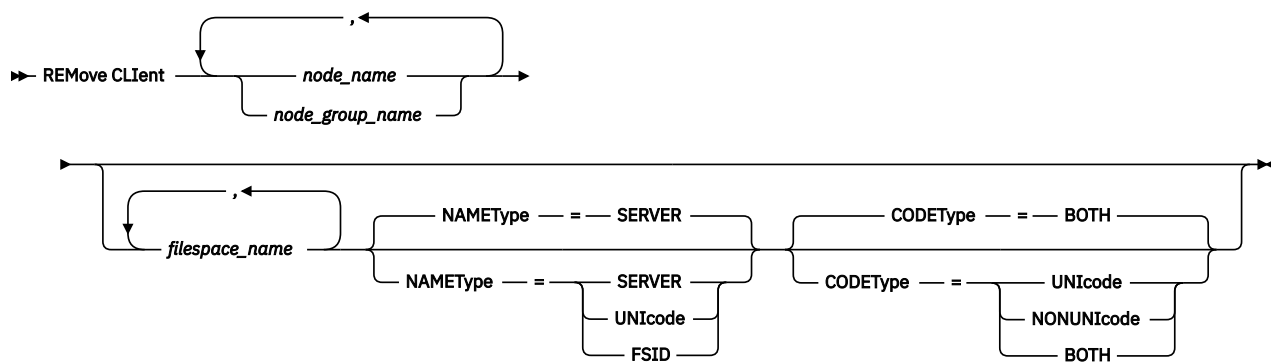 ,
REMove CLIent node_name
node_group_name
,
filespace_name
NAMEType = SERVER
CODEType = BOTH
NAMEType = SERVER
UNIcode
FSID
CODEType = UNIcode
NONUNIcode
BOTH